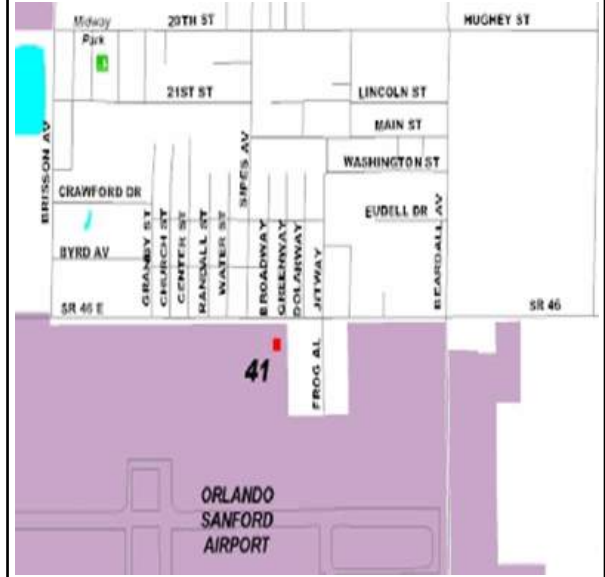 Midway
Park
20TH ST
HUGHEY ST
21ST ST
LINCOLN ST
MAIN ST
WASHINGTON ST
BRISSON AV
SIPES AV
CRAWFORD DR
EUDELL DR
BYRD AV
GRANBY ST
CHURCH ST
CENTER ST
RANDALL ST
WATER ST
BROADWAY
GREENWAY
DOLARWAY
JITWAY
BEARDALL AV
SR 46 E
SR 46
41
FROG AL
ORLANDO
SANFORD
AIRPORT